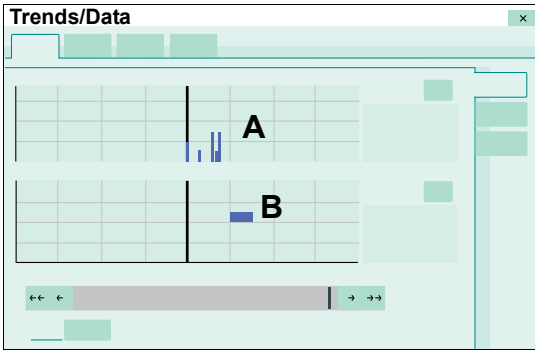 Trends/Data ×
A
B
←← ← → →→